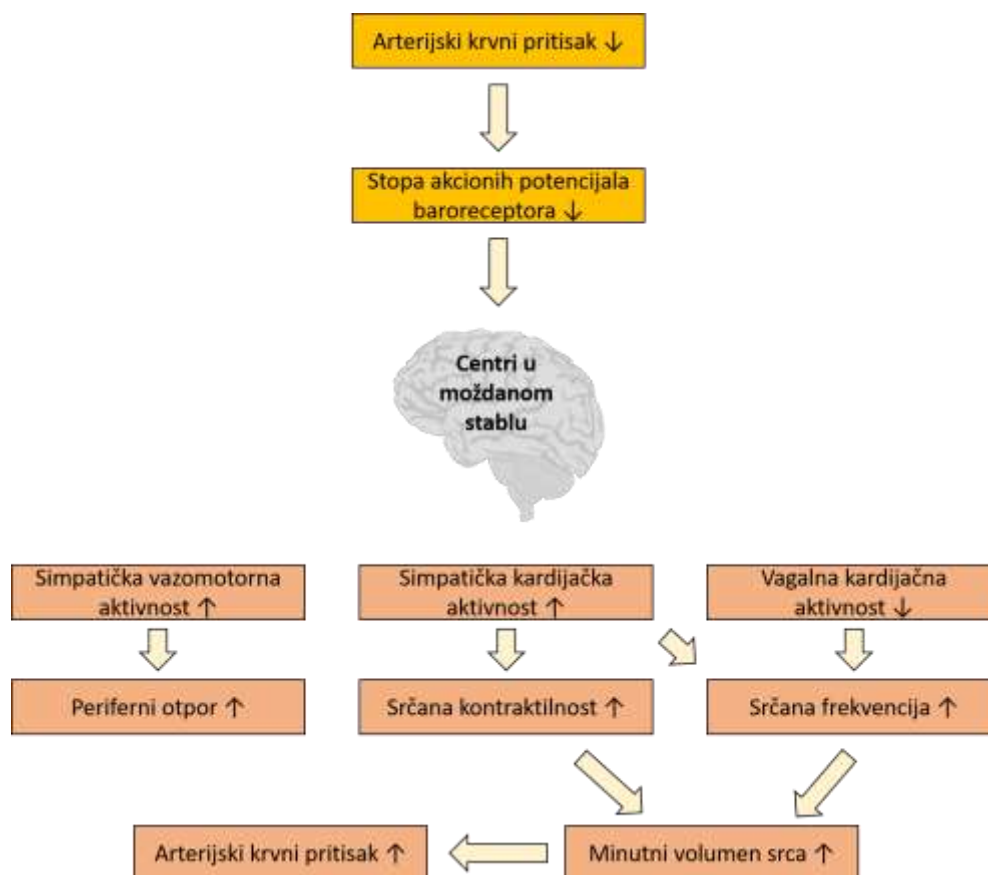 Arterijski krvni pritisak ↓
Stopa akcionih potencijala
baroreceptora ↓
Centri u
moždanom
stablu
Simpatička vazomotorna
aktivnost ↑
Simpatička kardijačka
aktivnost ↑
Vagalna kardijačna
aktivnost ↓
Periferni otpor ↑
Srčana kontraktilnost ↑
Srčana frekvencija ↑
Arterijski krvni pritisak ↑
Minutni volumen srca ↑